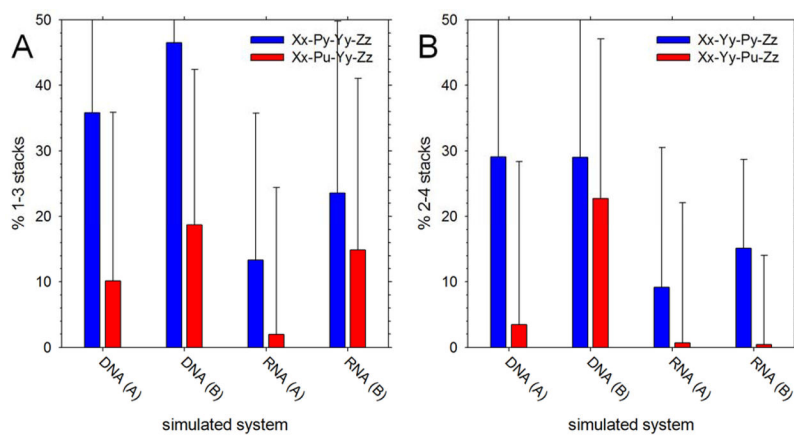 A
% 1-3 stacks
50
40
30
20
10
0
Xx-Py-Yy-Zz
Xx-Pu-Yy-Zz
DNA (A)
DNA (B)
RNA (A)
RNA (B)
simulated system
B
% 2-4 stacks
50
40
30
20
10
0
Xx-Yy-Py-Zz
Xx-Yy-Pu-Zz
DNA (A)
DNA (B)
RNA (A)
RNA (B)
simulated system